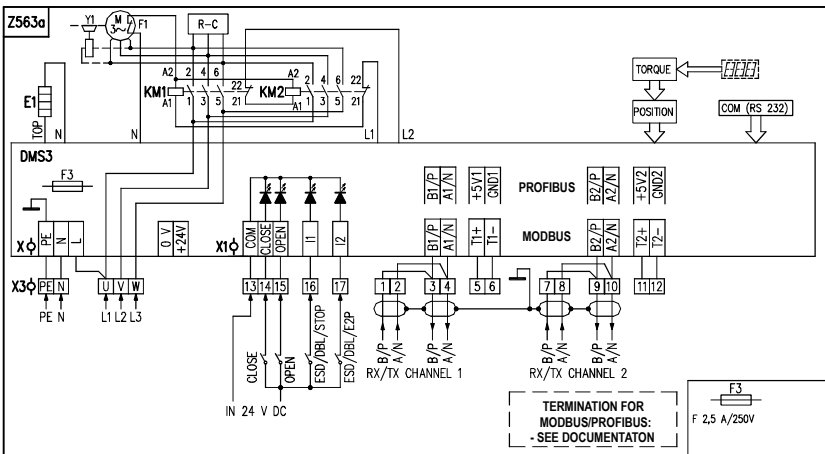 Z563a
Y1 M 3~ F1 R-C
A2 2 4 6 22 A2 2 4 6 22
KM1 KM2
A1 1 3 5 21 A1 1 3 5 21
E1
TOP N N L1 L2
TORQUE
POSITION COM (RS 232)
DMS3
F3
B1/P A1/N +5V1 GND1 PROFIBUS B2/P A2/N +5V2 GND2
COM CLOSE OPEN I1 I2
X PE N L 0 V +24V X1
B1/P A1/N T1+ T1- MODBUS B2/P A2/N T2+ T2-
X3 PE N U V W 13 14 15 16 17 1 2 3 4 5 6 7 8 9 10 11 12
PE N L1 L2 L3
CLOSE OPEN ESD/DBL/STOP ESD/DBL/E2P
B/P A/N B/P A/N B/P A/N B/P A/N
RX/TX CHANNEL 1 RX/TX CHANNEL 2
IN 24 V DC
TERMINATION FOR
MODBUS/PROFIBUS:
- SEE DOCUMENTATON
F3
F 2,5 A/250V